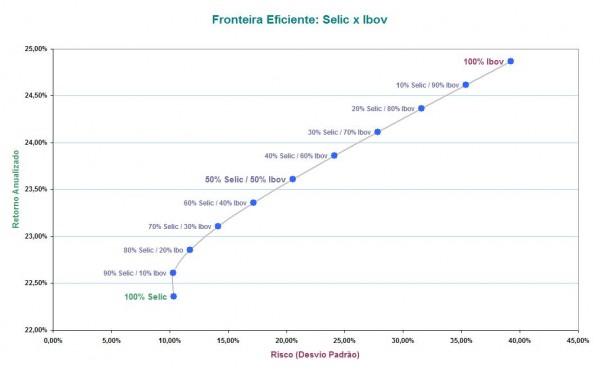 Fronteira Eficiente: Selic x Ibov
25,00%
24,50%
24,00%
23,50%
23,00%
22,50%
22,00%
Retorno Anualizado
100% Ibov
10% Selic / 90% Ibov
20% Selic / 80% Ibov
30% Selic / 70% Ibov
40% Selic / 60% Ibov
50% Selic / 50% Ibov
60% Selic / 40% Ibov
70% Selic / 30% Ibov
80% Selic / 20% Ibo
90% Selic / 10% Ibov
100% Selic
0,00% 5,00% 10,00% 15,00% 20,00% 25,00% 30,00% 35,00% 40,00% 45,00%
Risco (Desvio Padrão)